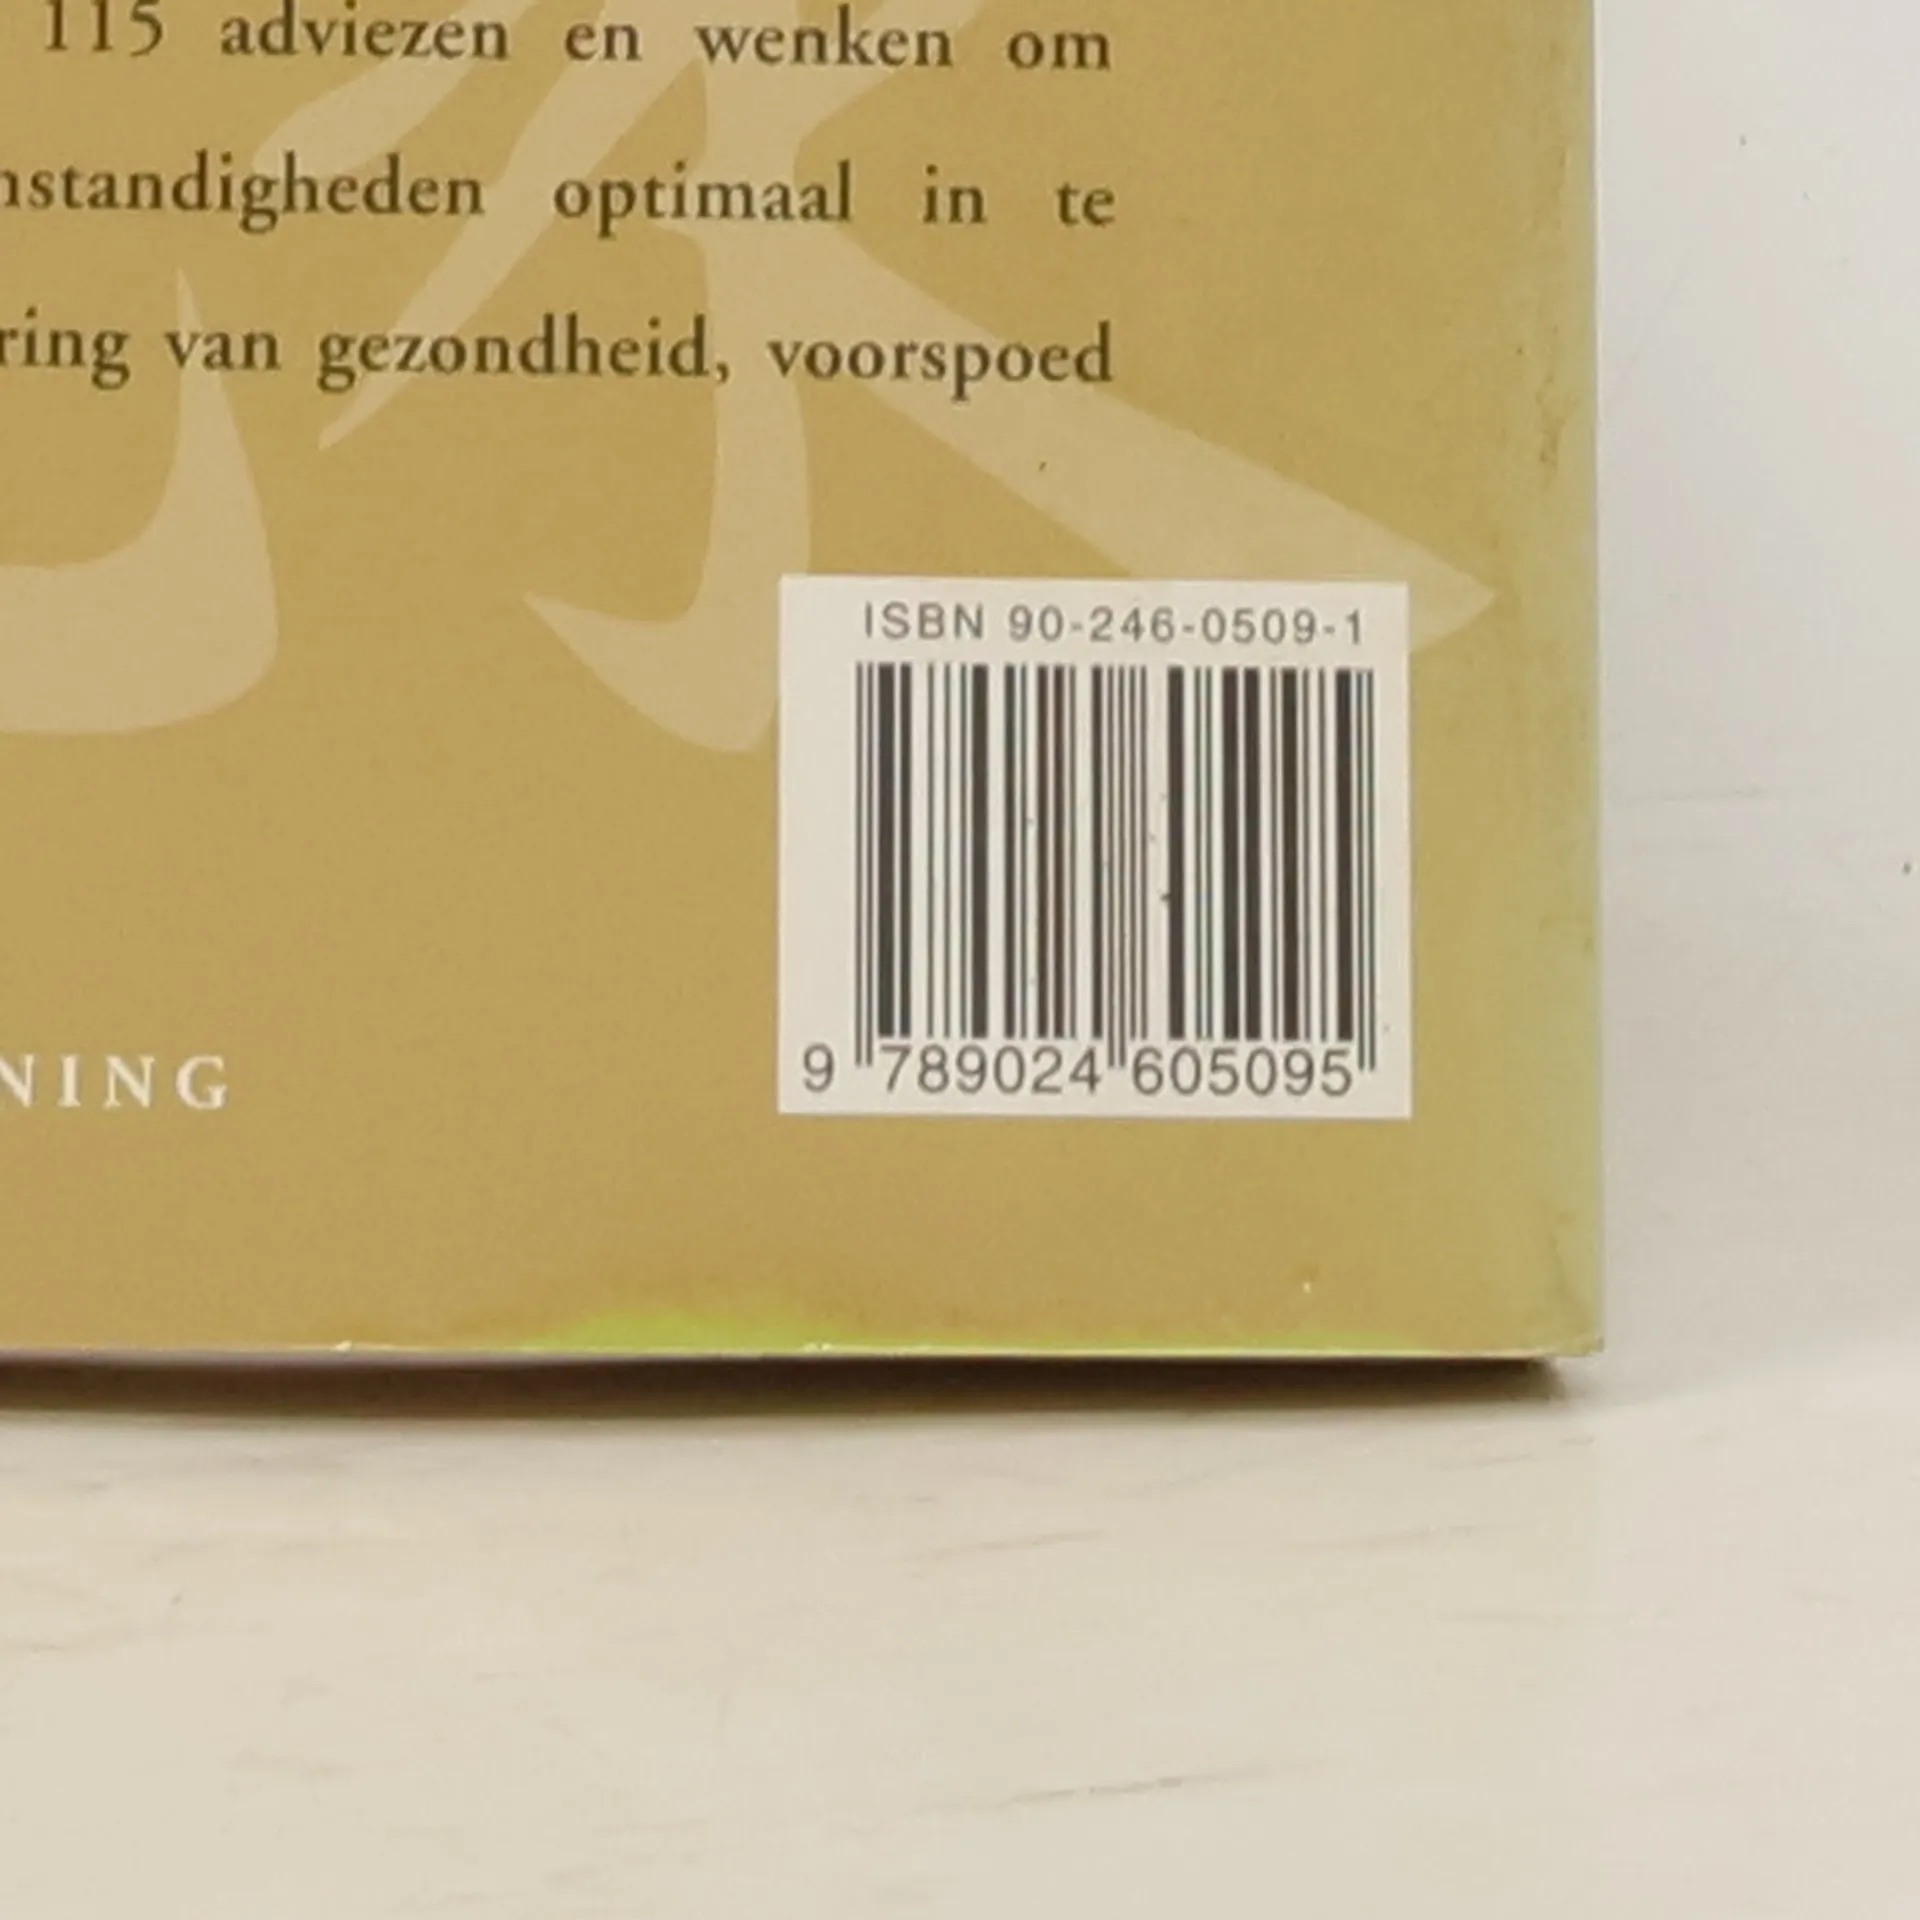 115 adviezen en wenken om
nstandigheden optimaal in te
ring van gezondheid, voorspoed
ISBN 90-246-0509-1
9 789024 605095
NING